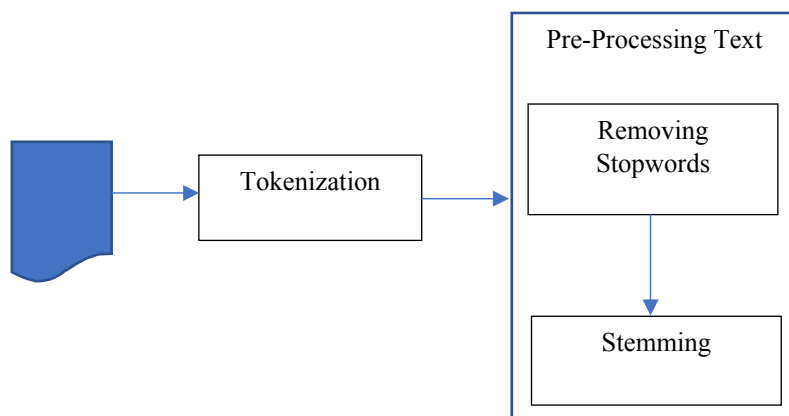 Pre-Processing Text
Removing
Stopwords
Tokenization
Stemming